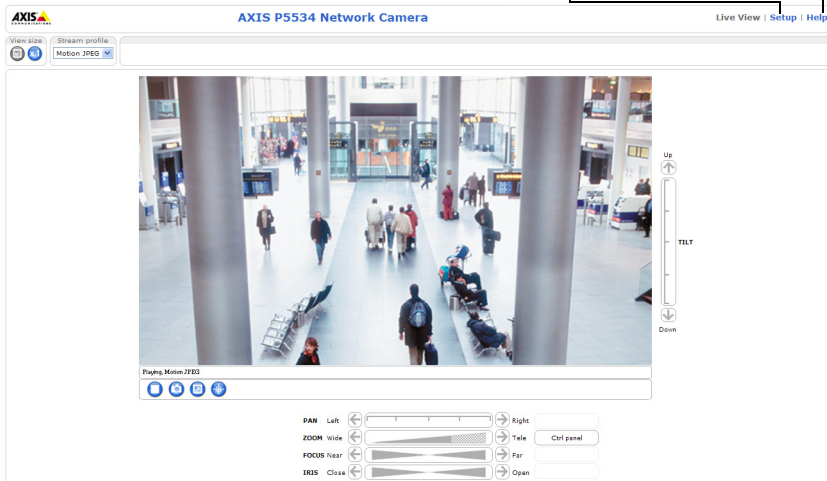 AXIS
COMMUNICATIONS
AXIS P5534 Network Camera
Live View | Setup | Help
View size
Stream profile
x1
Motion JPEG
Up
TILT
Down
Playing, Motion JPEG
PAN Left Right
ZOOM Wide Tele Ctrl panel
FOCUS Near Far
IRIS Close Open